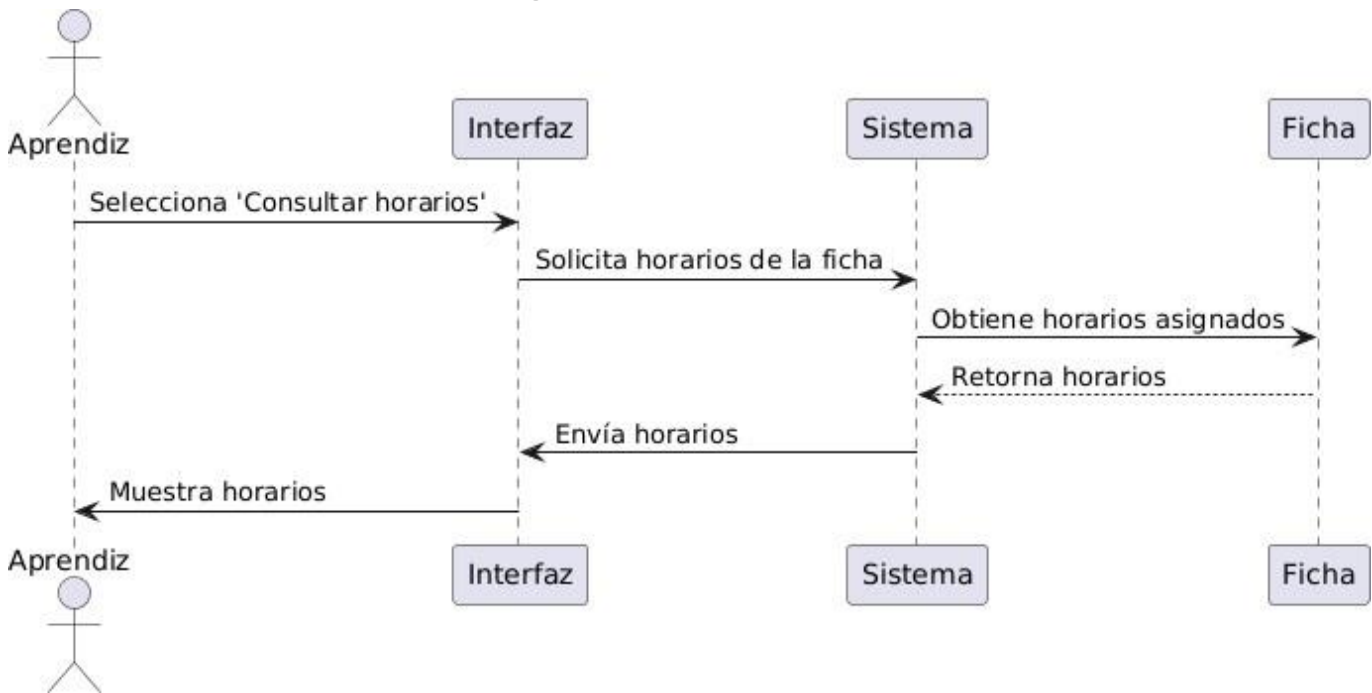 Aprendiz
Interfaz
Sistema
Ficha
Selecciona 'Consultar horarios'
Solicita horarios de la ficha
Obtiene horarios asignados
Retorna horarios
Envía horarios
Muestra horarios
Aprendiz
Interfaz
Sistema
Ficha